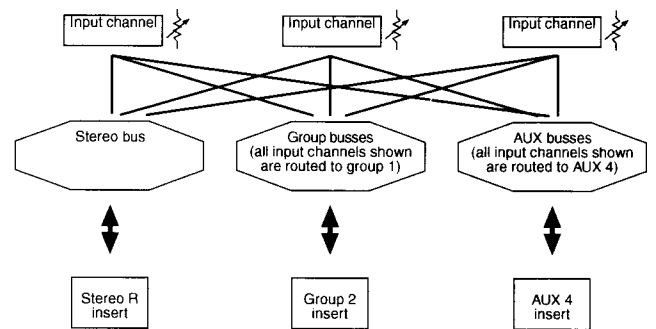 Input channel
Input channel
Input channel
Stereo bus
Group busses
(all input channels shown
are routed to group 1)
AUX busses
(all input channels shown
are routed to AUX 4)
Stereo R
insert
Group 2
insert
AUX 4
insert